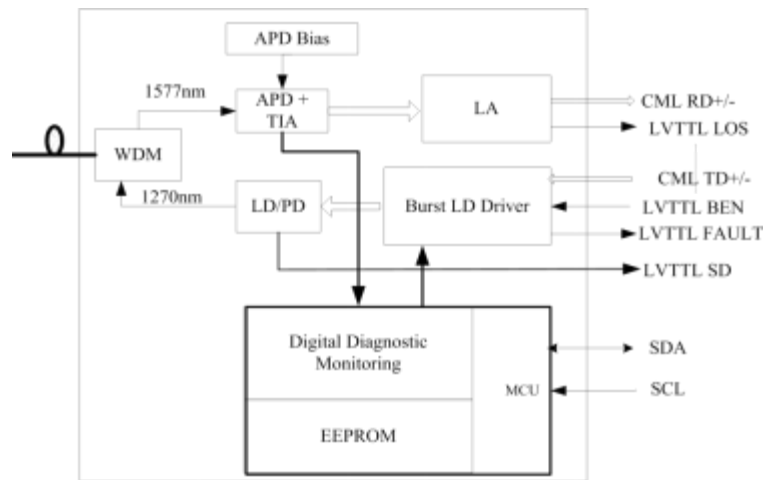 APD Bias
1577nm
APD +
TIA
LA
CML RD+/-
LVTTL LOS
WDM
1270nm
LD/PD
Burst LD Driver
CML TD+/-
LVTTL BEN
LVTTL FAULT
LVTTL SD
Digital Diagnostic
Monitoring
MCU
EEPROM
SDA
SCL